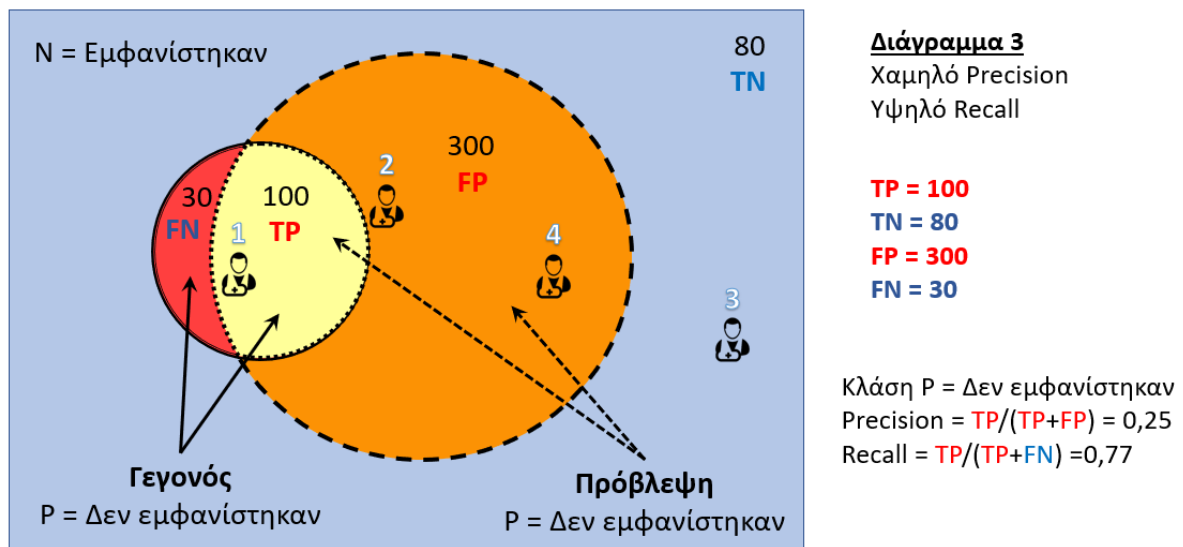 N = Εμφανίστηκαν
80
TN
300
FP
2
30
FN
100
TP
1
4
3
Γεγονός
P = Δεν εμφανίστηκαν
Πρόβλεψη
P = Δεν εμφανίστηκαν
Διάγραμμα 3
Χαμηλό Precision
Υψηλό Recall
TP = 100
TN = 80
FP = 300
FN = 30
Κλάση P = Δεν εμφανίστηκαν
Precision = TP/(TP+FP) = 0,25
Recall = TP/(TP+FN) =0,77